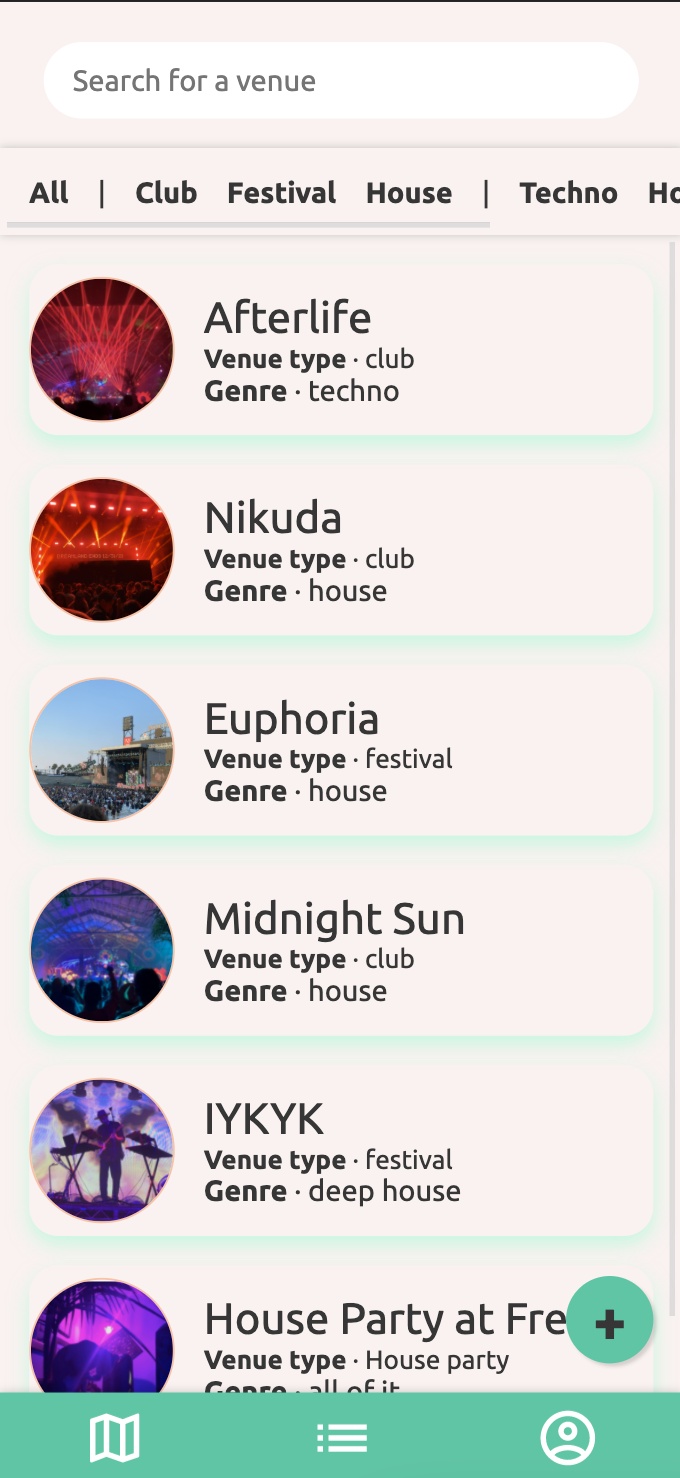 Search for a venue
All | Club Festival House | Techno Ho
Afterlife
Venue type · club
Genre · techno
Nikuda
Venue type · club
Genre · house
Euphoria
Venue type · festival
Genre · house
Midnight Sun
Venue type · club
Genre · house
IYKYK
Venue type · festival
Genre · deep house
House Party at Fre
Venue type · House party
Genre · all of it